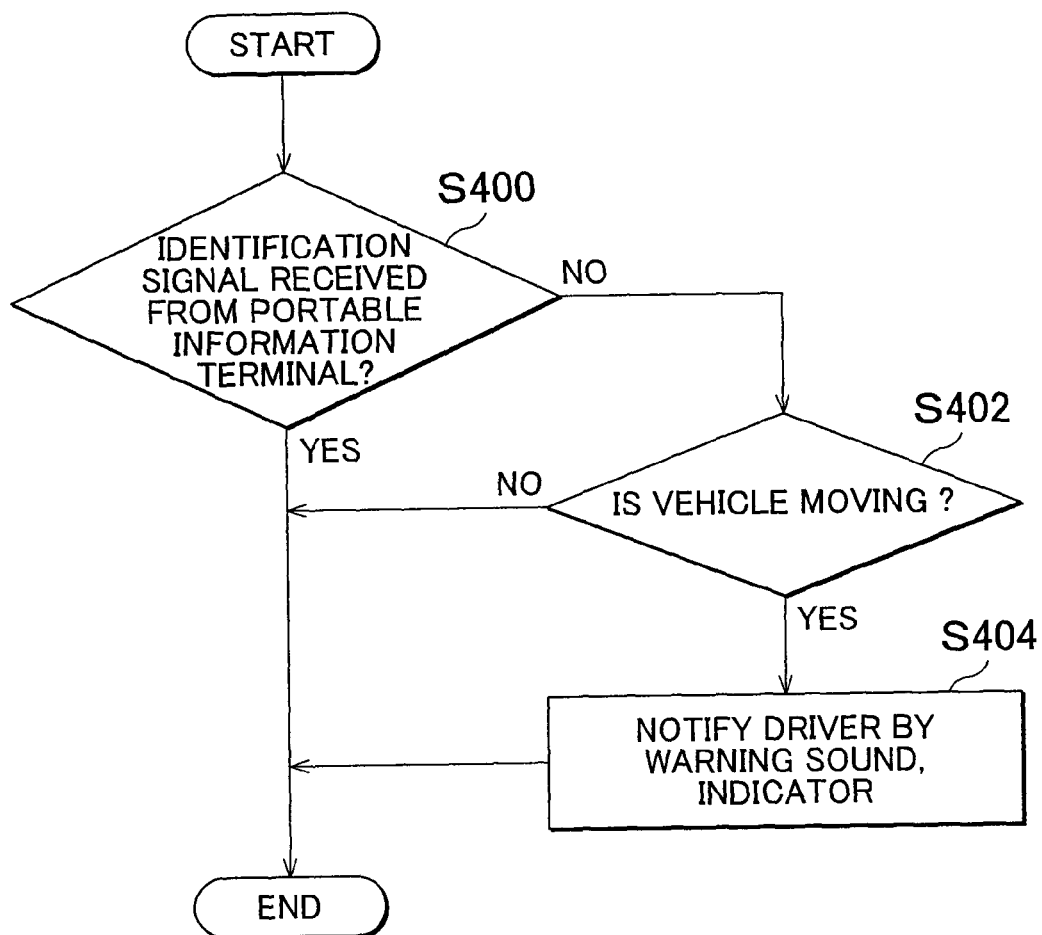 START
S400
IDENTIFICATION
SIGNAL RECEIVED
FROM PORTABLE
INFORMATION
TERMINAL?
NO
YES
S402
NO
IS VEHICLE MOVING ?
YES
S404
NOTIFY DRIVER BY
WARNING SOUND,
INDICATOR
END